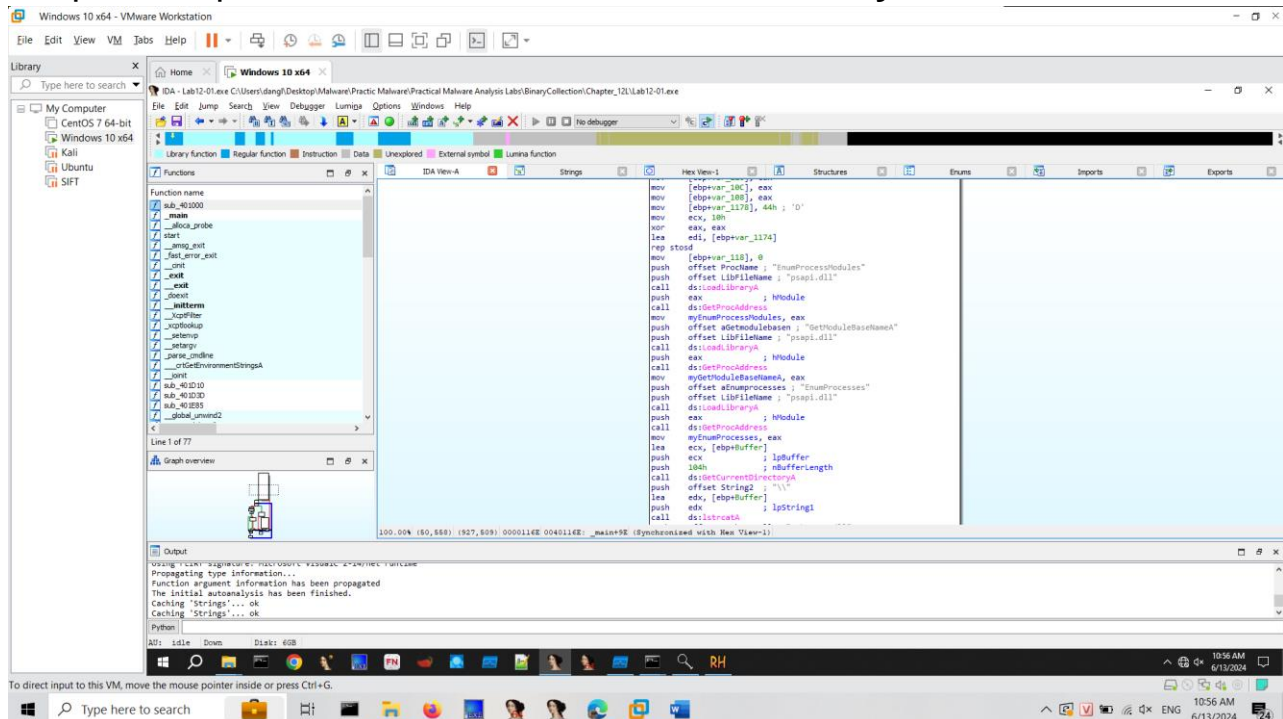 Windows 10 x64 - VMware Workstation
File Edit View VM Tabs Help
Library
Type here to search
My Computer
CentOS 7 64-bit
Windows 10 x64
Kali
Ubuntu
SIFT
Home
Windows 10 x64
IDA - Lab12-01.exe C:\Users\dangl\Desktop\Malware\Practic Malware\Practical Malware Analysis Labs\BinaryCollection\Chapter_12L\Lab12-01.exe
File Edit Jump Search View Debugger Lumina Options Windows Help
No debugger
Library function Regular function Instruction Data Unexplored External symbol Lumina function
Functions
Function name
sub_401000
_main
__alloca_probe
start
__amsg_exit
_fast_error_exit
__cinit
_exit
__exit
_doexit
__initterm
__XcptFilter
_xcptlookup
__setenvp
__setargv
_parse_cmdline
__crtGetEnvironmentStringsA
__ioinit
sub_401D10
sub_401D3D
sub_401E85
__global_unwind2
Line 1 of 77
Graph overview
IDA View-A Strings Hex View-1 Structures Enums Imports Exports
mov [ebp+var_10C], eax
mov [ebp+var_108], eax
mov [ebp+var_1178], 44h ; 'D'
mov ecx, 10h
xor eax, eax
lea edi, [ebp+var_1174]
rep stosd
mov [ebp+var_118], 0
push offset ProcName ; "EnumProcessModules"
push offset LibFileName ; "psapi.dll"
call ds:LoadLibraryA
push eax ; hModule
call ds:GetProcAddress
mov myEnumProcessModules, eax
push offset aGetmodulebasen ; "GetModuleBaseNameA"
push offset LibFileName ; "psapi.dll"
call ds:LoadLibraryA
push eax ; hModule
call ds:GetProcAddress
mov myGetModuleBaseNameA, eax
push offset aEnumprocesses ; "EnumProcesses"
push offset LibFileName ; "psapi.dll"
call ds:LoadLibraryA
push eax ; hModule
call ds:GetProcAddress
mov myEnumProcesses, eax
lea ecx, [ebp+Buffer]
push ecx ; lpBuffer
push 104h ; nBufferLength
call ds:GetCurrentDirectoryA
push offset String2 ; "\\"
lea edx, [ebp+Buffer]
push edx ; lpString1
call ds:lstrcatA
100.00% (50,558) (927,509) 0000116E 0040116E: _main+9E (Synchronized with Hex View-1)
Output
Propagating type information...
Function argument information has been propagated
The initial autoanalysis has been finished.
Caching 'Strings'... ok
Caching 'Strings'... ok
Python
AU: idle Down Disk: 6GB
FN
RH
10:56 AM
6/13/2024
To direct input to this VM, move the mouse pointer inside or press Ctrl+G.
Type here to search
ENG
10:56 AM
6/13/2024